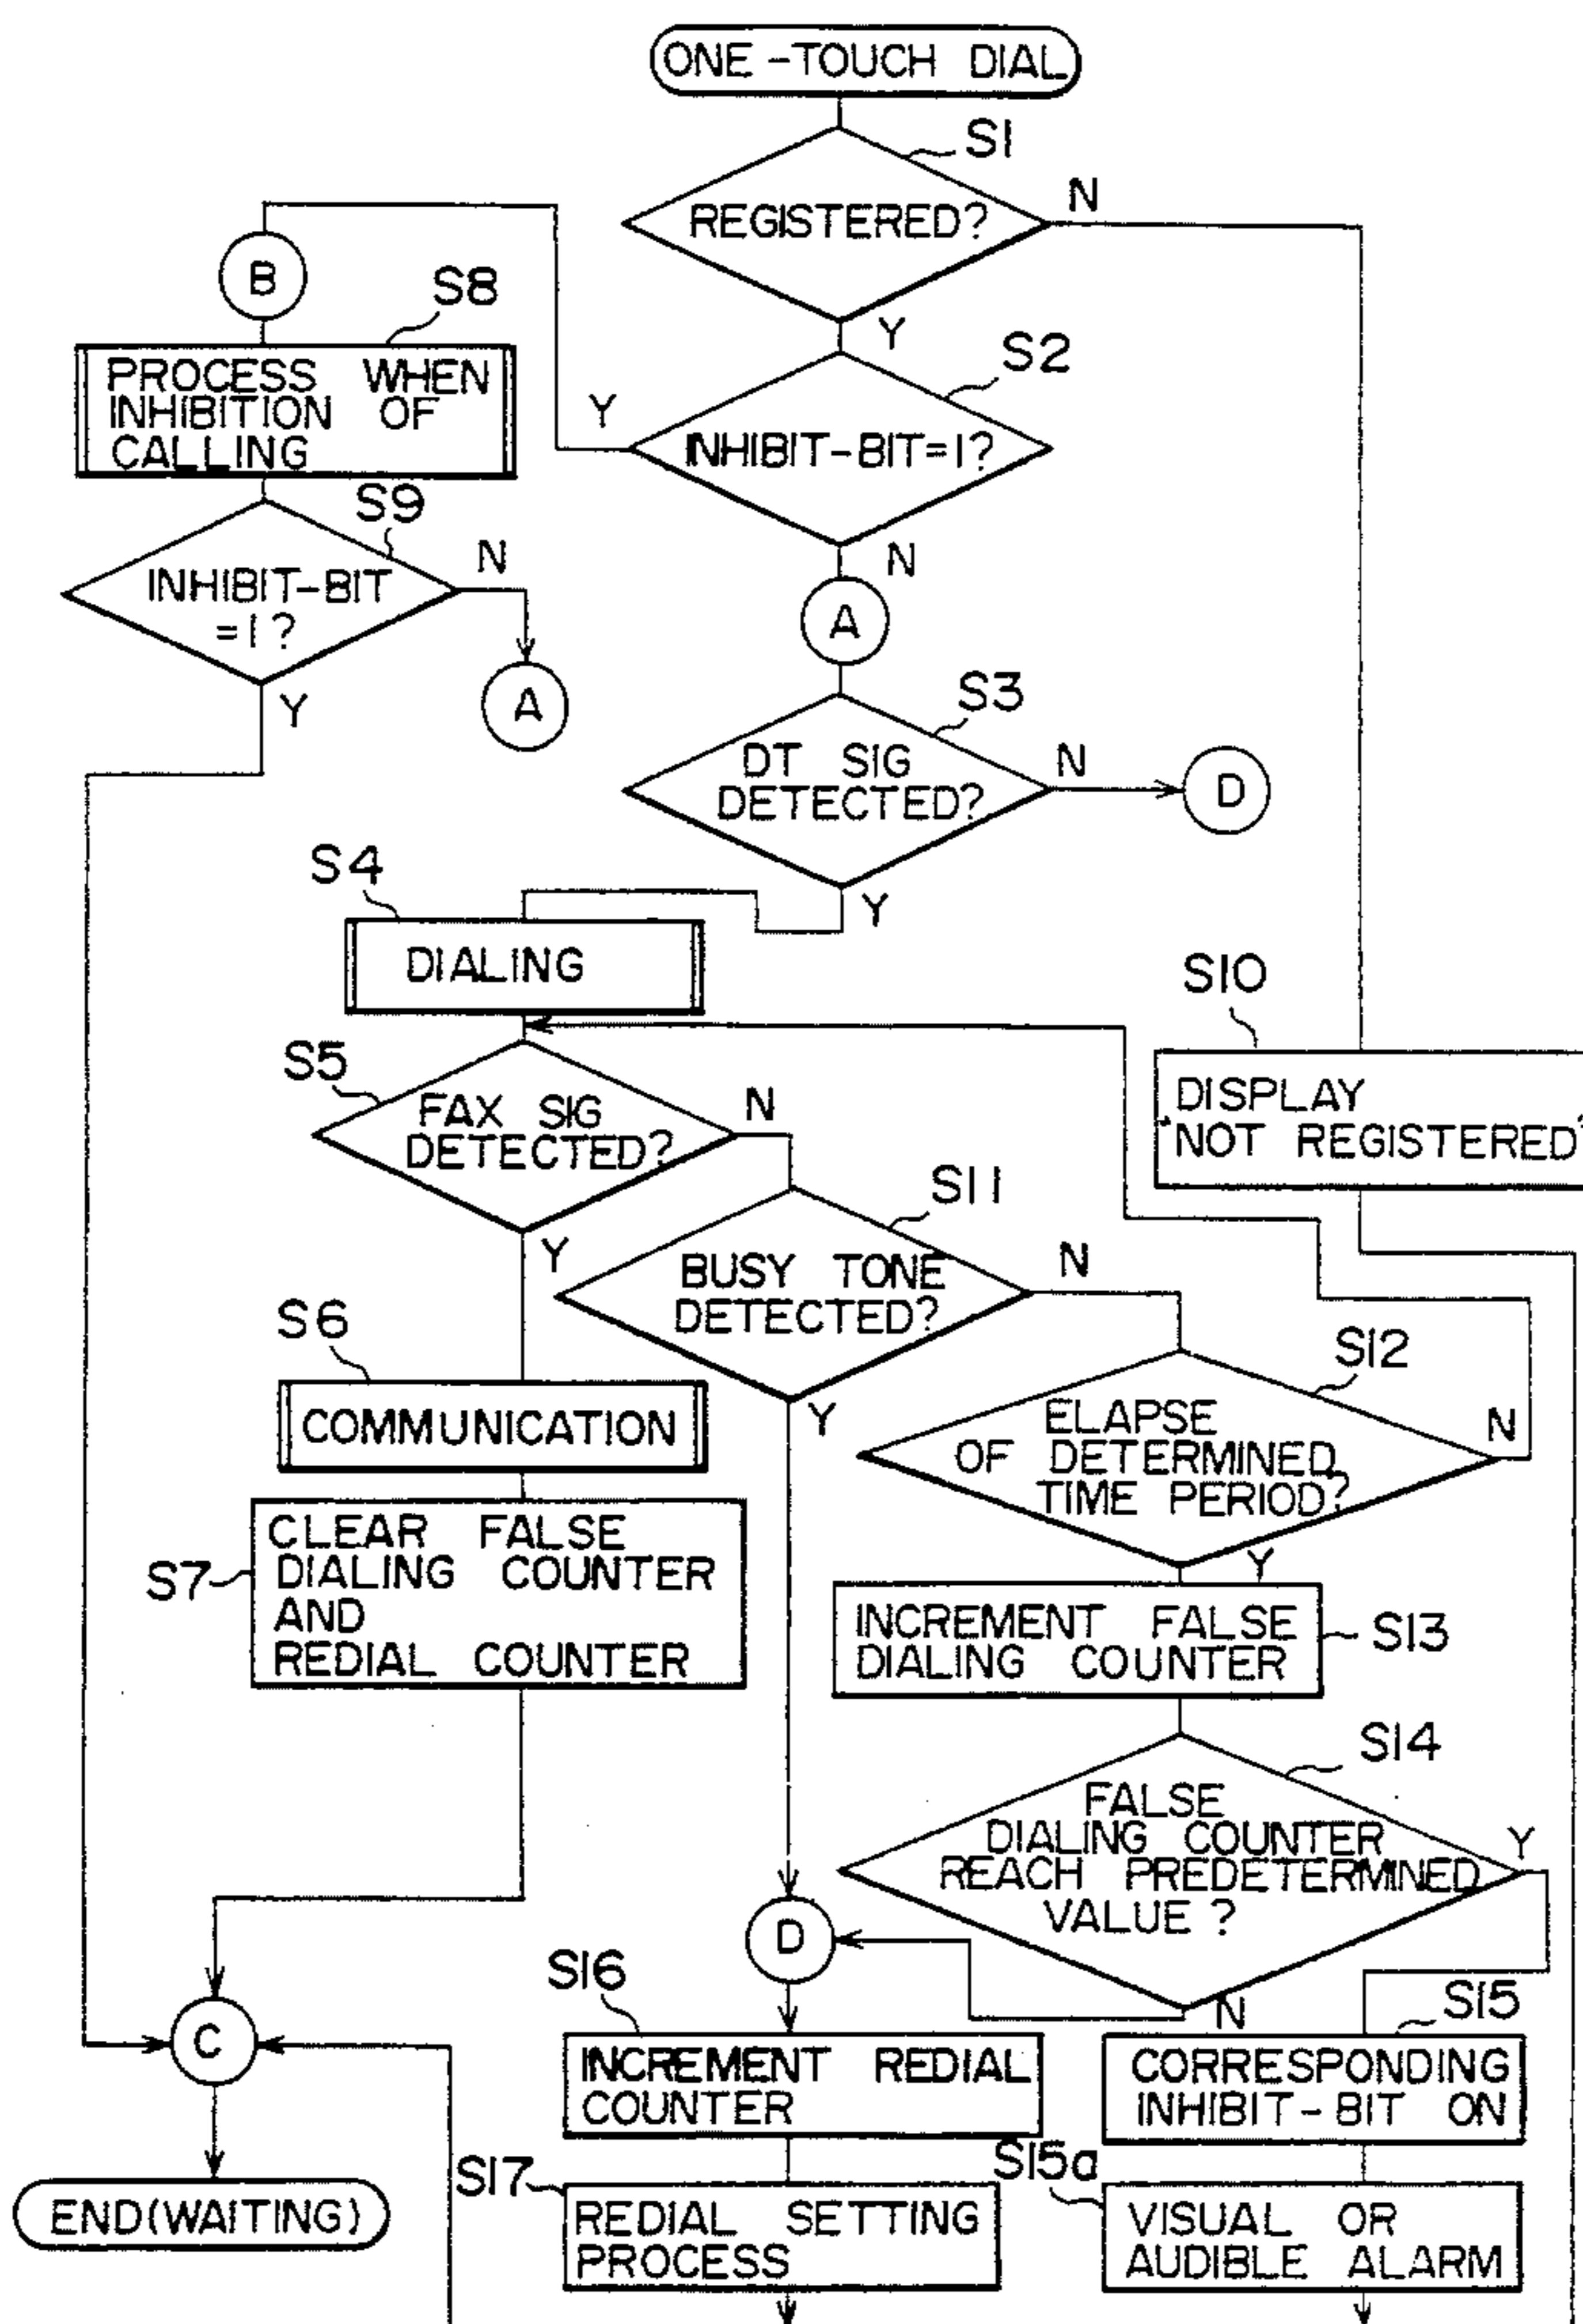 ONE-TOUCH DIAL
S1
REGISTERED?
N
Y
B
S8
PROCESS WHEN
INHIBITION OF
CALLING
S2
INHIBIT-BIT=1?
Y
N
S9
INHIBIT-BIT
=1?
N
Y
A
A
S3
DT SIG
DETECTED?
N
D
Y
S4
DIALING
S10
DISPLAY
"NOT REGISTERED"
S5
FAX SIG
DETECTED?
N
Y
S11
BUSY TONE
DETECTED?
N
Y
S6
COMMUNICATION
S12
ELAPSE
OF DETERMINED
TIME PERIOD?
N
Y
S7
CLEAR FALSE
DIALING COUNTER
AND
REDIAL COUNTER
S13
INCREMENT FALSE
DIALING COUNTER
S14
FALSE
DIALING COUNTER
REACH PREDETERMINED
VALUE ?
Y
N
D
C
S16
INCREMENT REDIAL
COUNTER
S15
CORRESPONDING
INHIBIT-BIT ON
END(WAITING)
S17
REDIAL SETTING
PROCESS
S15a
VISUAL OR
AUDIBLE ALARM